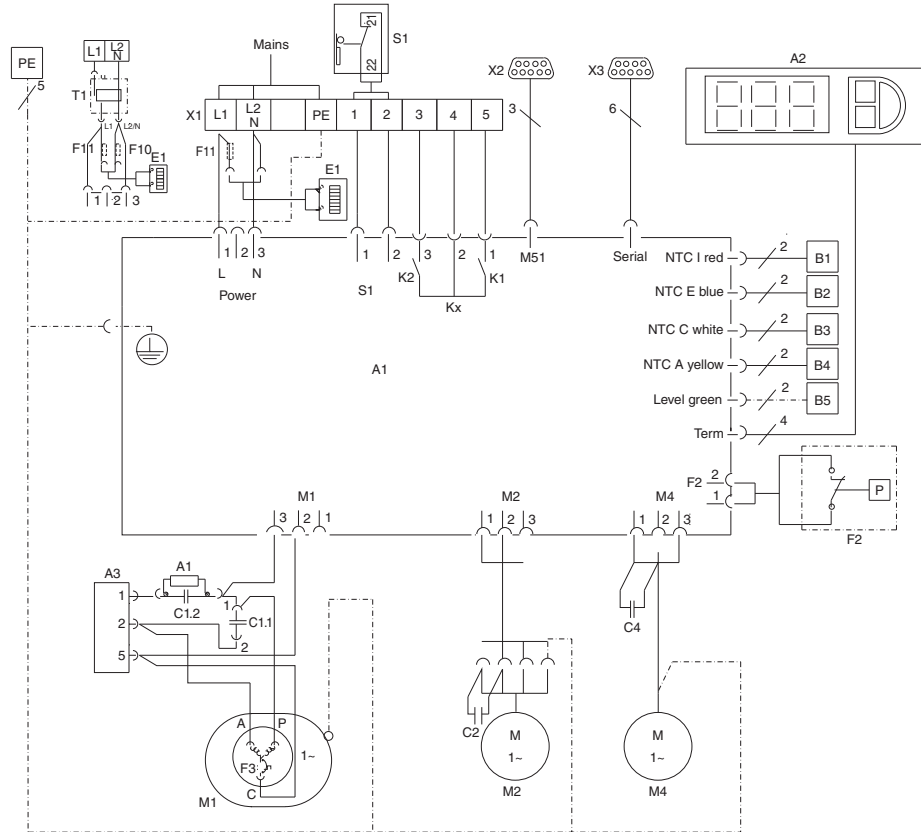 PE
5
L1
L2
N
T1
L1
L2/N
F11
F10
E1
1
2
3
Mains
21
22
S1
X1
L1
L2
N
PE
1
2
3
4
5
F11
E1
X2
3
X3
6
A2
1
2
3
L
N
Power
1
2
S1
3
2
1
K2
K1
Kx
M51
Serial
A1
NTC I red
2
B1
NTC E blue
2
B2
NTC C white
2
B3
NTC A yellow
2
B4
Level green
2
B5
Term
4
F2
2
1
P
F2
M1
3
2
1
M2
1
2
3
M4
1
2
3
A3
1
2
5
A1
C1.2
1
C1.1
2
C4
C2
A
P
F3
C
1~
M1
M
1~
M2
M
1~
M4